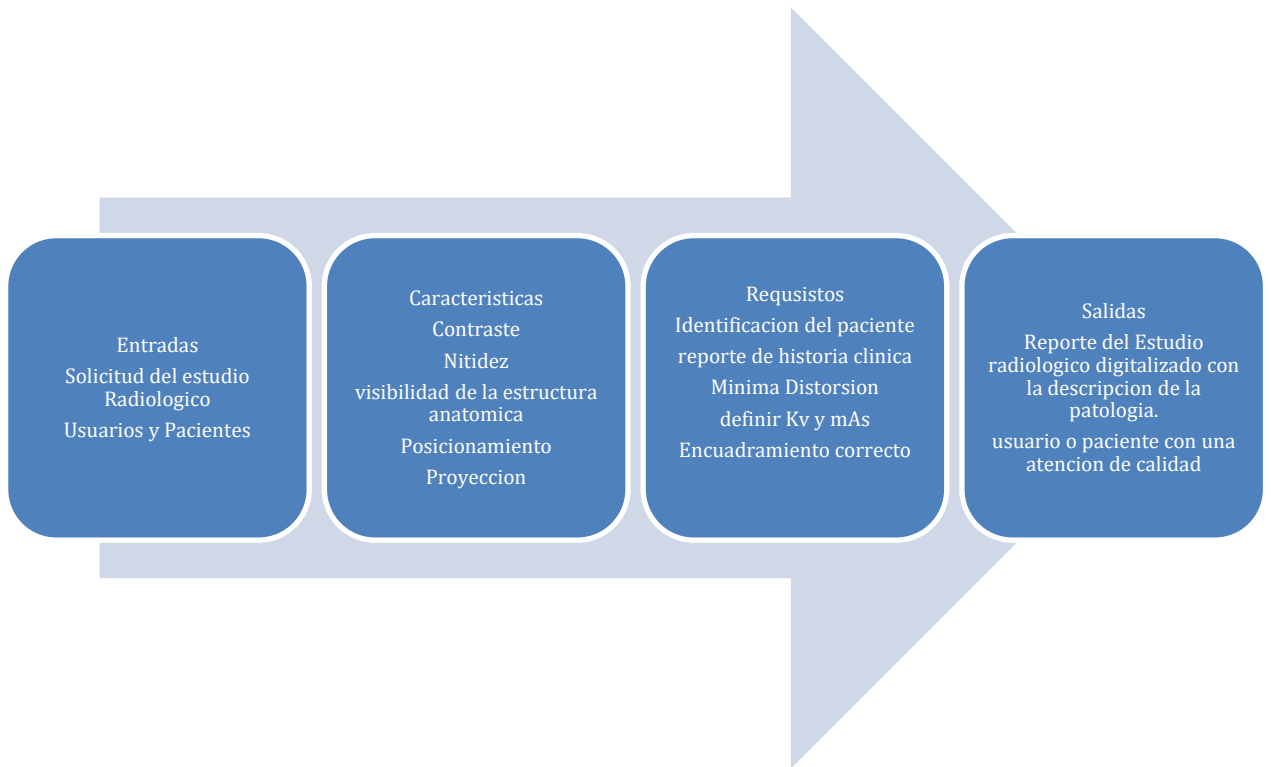 Entradas
Solicitud del estudio
Radiologico
Usuarios y Pacientes
Caracteristicas
Contraste
Nitidez
visibilidad de la estructura
anatomica
Posicionamiento
Proyeccion
Requsistos
Identificacion del paciente
reporte de historia clinica
Minima Distorsion
definir Kv y mAs
Encuadramiento correcto
Salidas
Reporte del Estudio
radiologico digitalizado con
la descripcion de la
patologia.
usuario o paciente con una
atencion de calidad